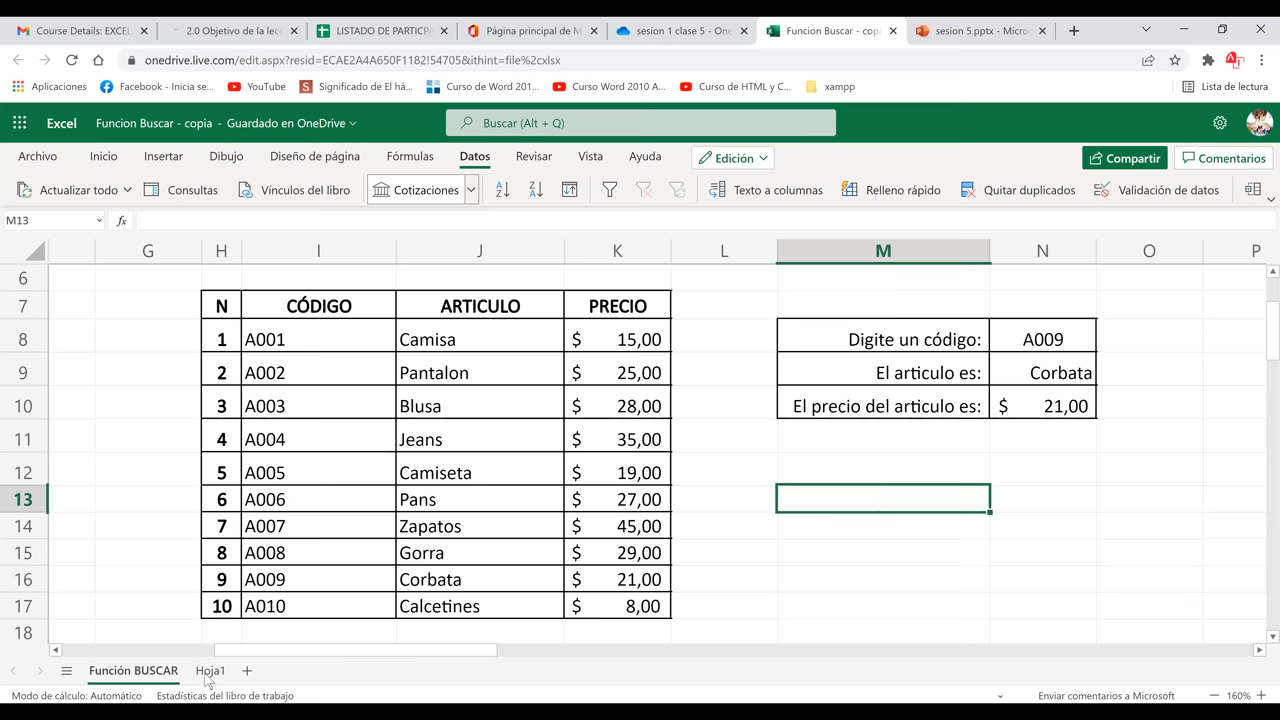 Course Details: EXCEL
2.0 Objetivo de la lecc
LISTADO DE PARTICPA
Página principal de M
sesion 1 clase 5 - One
Funcion Buscar - copi
sesion 5.pptx - Micros
onedrive.live.com/edit.aspx?resid=ECAE2A4A650F1182!54705&ithint=file%2cxlsx
Aplicaciones
Facebook - Inicia se...
YouTube
Significado de El há...
Curso de Word 201...
Curso Word 2010 A...
Curso de HTML y C...
xampp
Lista de lectura
Excel
Funcion Buscar - copia - Guardado en OneDrive
Buscar (Alt + Q)
Archivo
Inicio
Insertar
Dibujo
Diseño de página
Fórmulas
Datos
Revisar
Vista
Ayuda
Edición
Compartir
Comentarios
Actualizar todo
Consultas
Vínculos del libro
Cotizaciones
Texto a columnas
Relleno rápido
Quitar duplicados
Validación de datos
M13
fx
G H I J K L M N O P
6
7 N CÓDIGO ARTICULO PRECIO
8 1 A001 Camisa $ 15,00 Digite un código: A009
9 2 A002 Pantalon $ 25,00 El articulo es: Corbata
10 3 A003 Blusa $ 28,00 El precio del articulo es: $ 21,00
11 4 A004 Jeans $ 35,00
12 5 A005 Camiseta $ 19,00
13 6 A006 Pans $ 27,00
14 7 A007 Zapatos $ 45,00
15 8 A008 Gorra $ 29,00
16 9 A009 Corbata $ 21,00
17 10 A010 Calcetines $ 8,00
18
Función BUSCAR
Hoja1
Modo de cálculo: Automático
Estadísticas del libro de trabajo
Enviar comentarios a Microsoft
160%